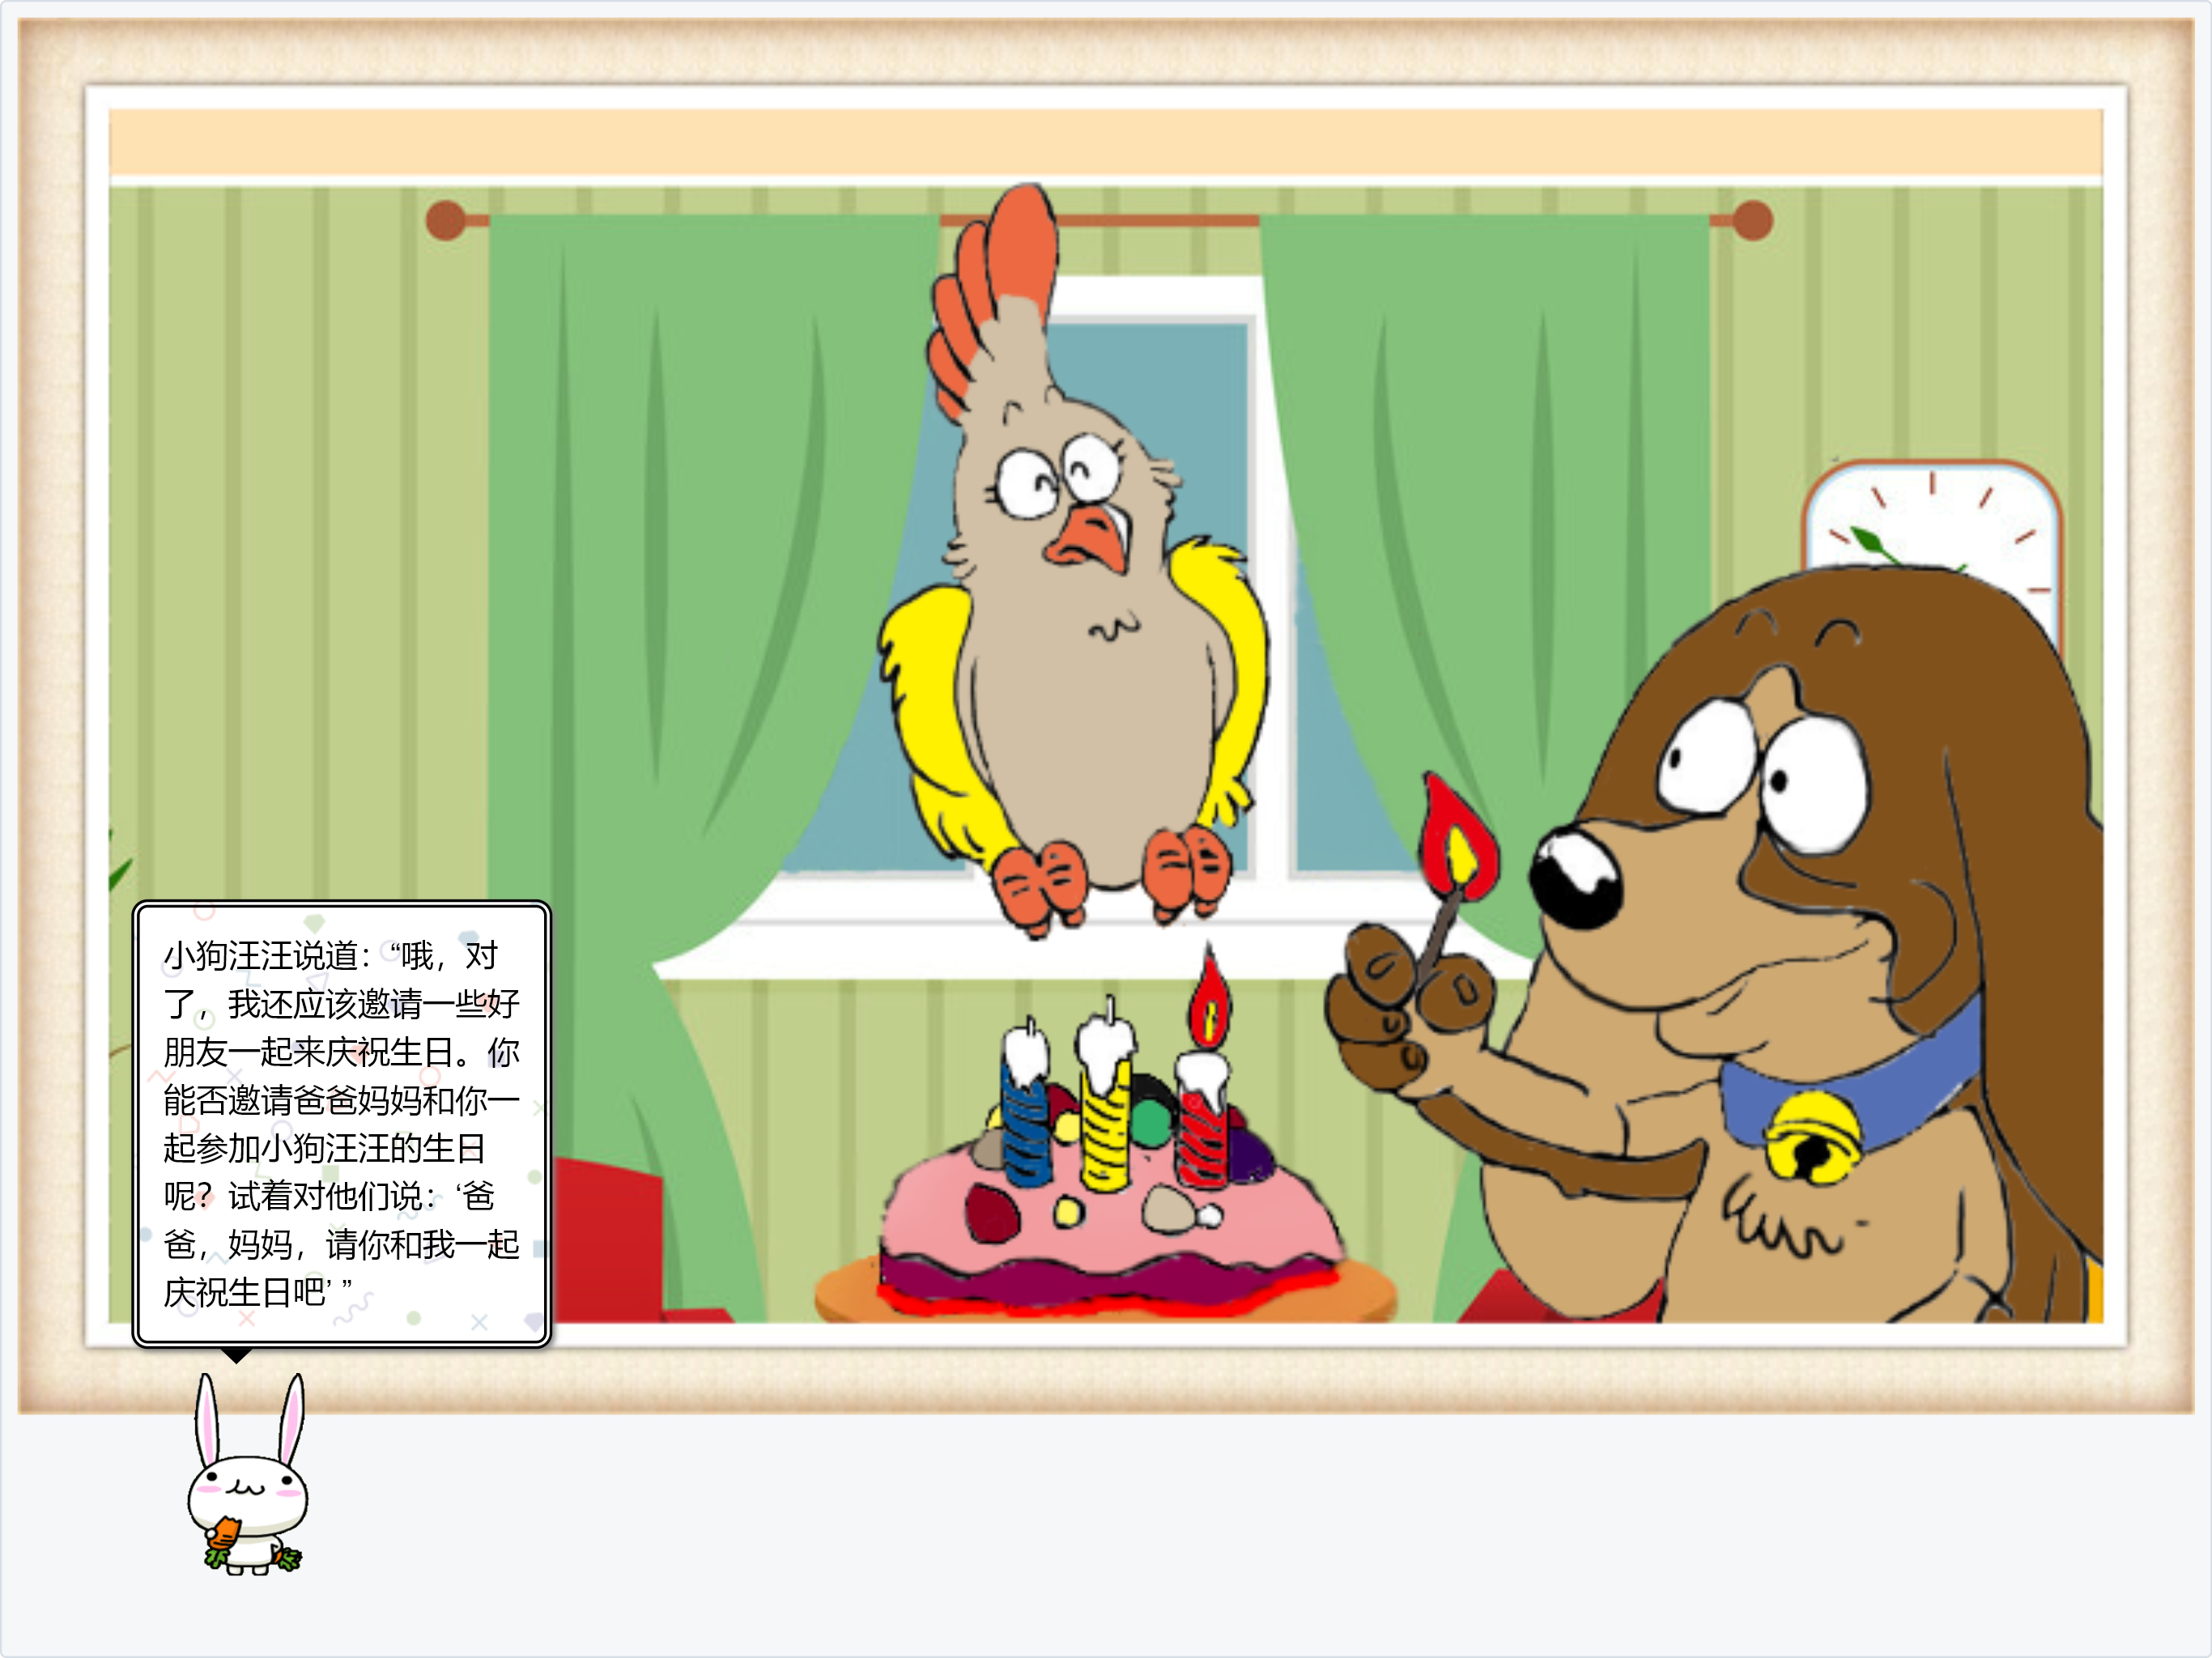 小狗汪汪说道：“哦，对
了，我还应该邀请一些好
朋友一起来庆祝生日。你
能否邀请爸爸妈妈和你一
起参加小狗汪汪的生日
呢？试着对他们说：‘爸
爸，妈妈，请你和我一起
庆祝生日吧’ ”